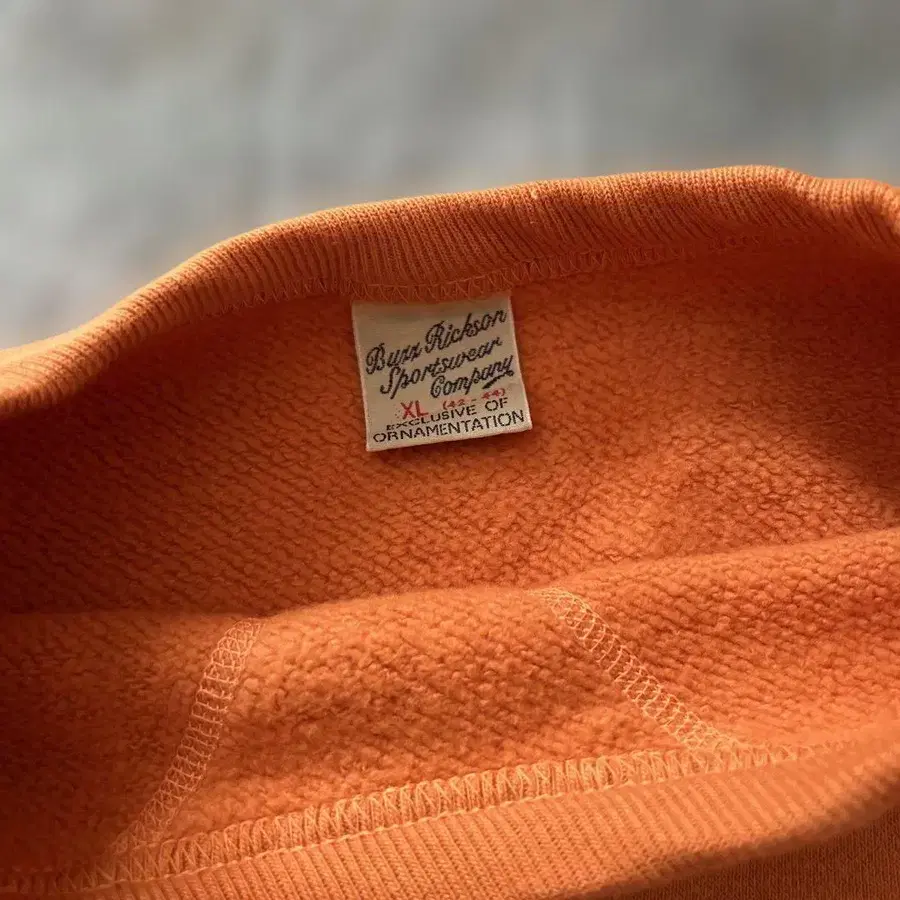 Buzz Rickson
Sportswear
Company
XL (42 - 44)
EXCLUSIVE OF
ORNAMENTATION